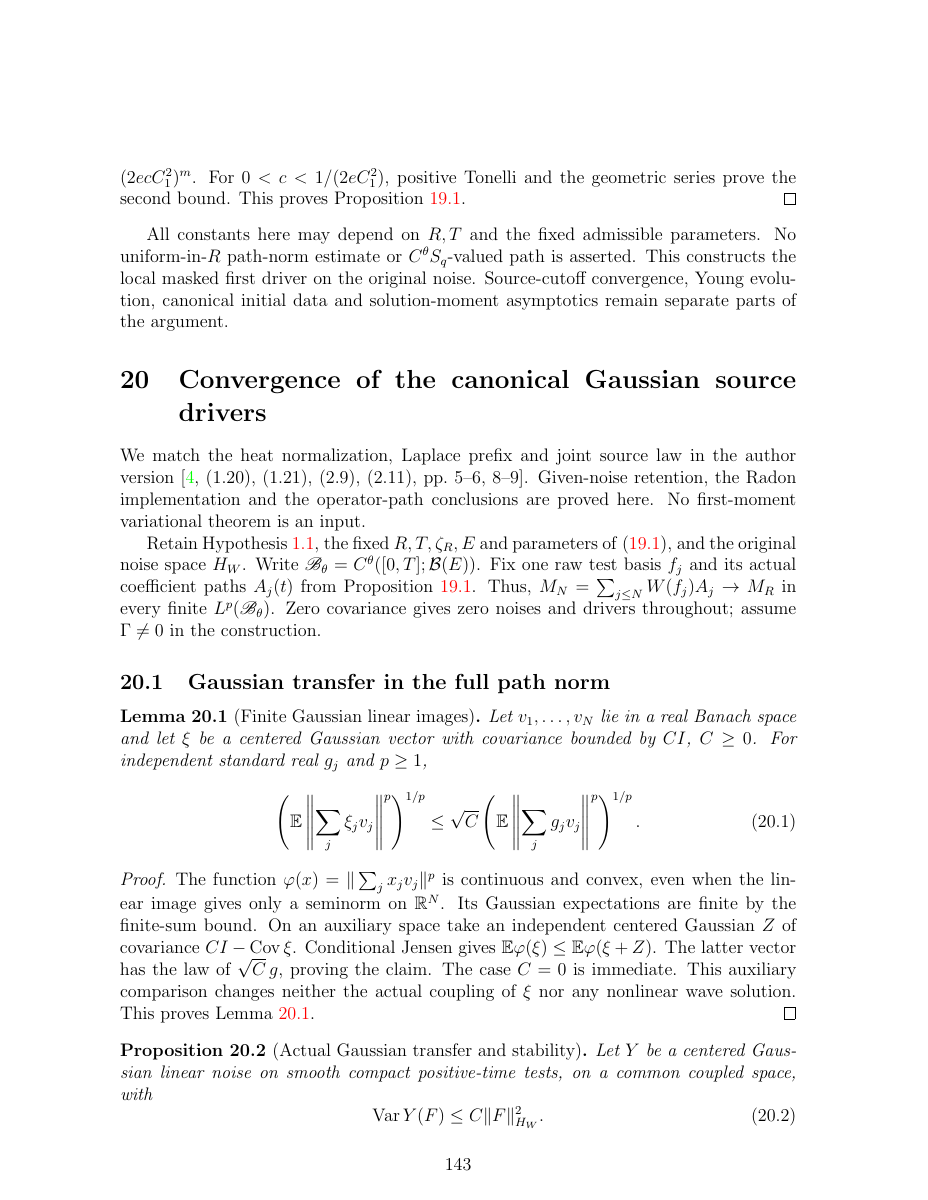 (2ecC₁²)ᵐ. For 0 < c < 1/(2eC₁²), positive Tonelli and the geometric series prove the
second bound. This proves Proposition 19.1. □
All constants here may depend on R, T and the fixed admissible parameters. No
uniform-in-R path-norm estimate or C^θS_q-valued path is asserted. This constructs the
local masked first driver on the original noise. Source-cutoff convergence, Young evolu-
tion, canonical initial data and solution-moment asymptotics remain separate parts of
the argument.
20 Convergence of the canonical Gaussian source
drivers
We match the heat normalization, Laplace prefix and joint source law in the author
version [4, (1.20), (1.21), (2.9), (2.11), pp. 5–6, 8–9]. Given-noise retention, the Radon
implementation and the operator-path conclusions are proved here. No first-moment
variational theorem is an input.
Retain Hypothesis 1.1, the fixed R, T, ζ_R, E and parameters of (19.1), and the original
noise space H_W. Write ℬ_θ = C^θ([0, T]; 𝓑(E)). Fix one raw test basis f_j and its actual
coefficient paths A_j(t) from Proposition 19.1. Thus, M_N = ∑_{j≤N} W(f_j)A_j → M_R in
every finite L^p(ℬ_θ). Zero covariance gives zero noises and drivers throughout; assume
Γ ≠ 0 in the construction.
20.1 Gaussian transfer in the full path norm
Lemma 20.1 (Finite Gaussian linear images). Let v₁, . . . , v_N lie in a real Banach space
and let ξ be a centered Gaussian vector with covariance bounded by CI, C ≥ 0. For
independent standard real g_j and p ≥ 1,
(𝔼 ‖∑_j ξ_j v_j‖^p)^{1/p} ≤ √C (𝔼 ‖∑_j g_j v_j‖^p)^{1/p}. (20.1)
Proof. The function φ(x) = ‖∑_j x_j v_j‖^p is continuous and convex, even when the lin-
ear image gives only a seminorm on ℝ^N. Its Gaussian expectations are finite by the
finite-sum bound. On an auxiliary space take an independent centered Gaussian Z of
covariance CI − Cov ξ. Conditional Jensen gives 𝔼φ(ξ) ≤ 𝔼φ(ξ + Z). The latter vector
has the law of √C g, proving the claim. The case C = 0 is immediate. This auxiliary
comparison changes neither the actual coupling of ξ nor any nonlinear wave solution.
This proves Lemma 20.1. □
Proposition 20.2 (Actual Gaussian transfer and stability). Let Y be a centered Gaus-
sian linear noise on smooth compact positive-time tests, on a common coupled space,
with
Var Y(F) ≤ C‖F‖²_{H_W}. (20.2)
143